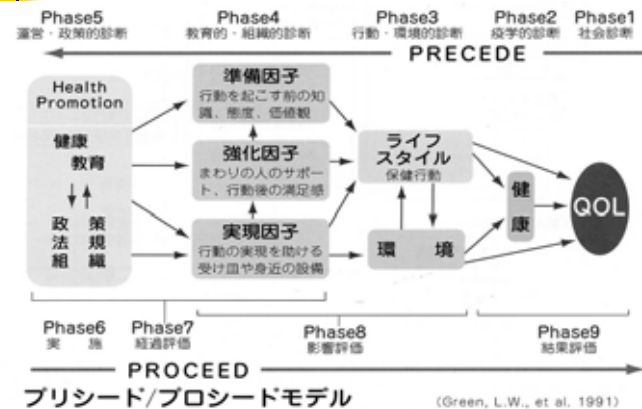 Phase5
運営・政策的診断
Phase4
教育的・組織的診断
Phase3
行動・環境的診断
Phase2
疫学的診断
Phase1
社会診断
PRECEDE
Health
Promotion
健康
教育
政策
法規
組織
準備因子
行動を起こす前の知
識、態度、価値観
強化因子
まわりの人のサポー
ト、行動後の満足感
実現因子
行動の実現を助ける
受け皿や身近の設備
ライフ
スタイル
保健行動
環境
健
康
QOL
Phase6
実施
Phase7
経過評価
Phase8
影響評価
Phase9
結果評価
PROCEED
プリシード/プロシードモデル
(Green, L.W., et al. 1991)